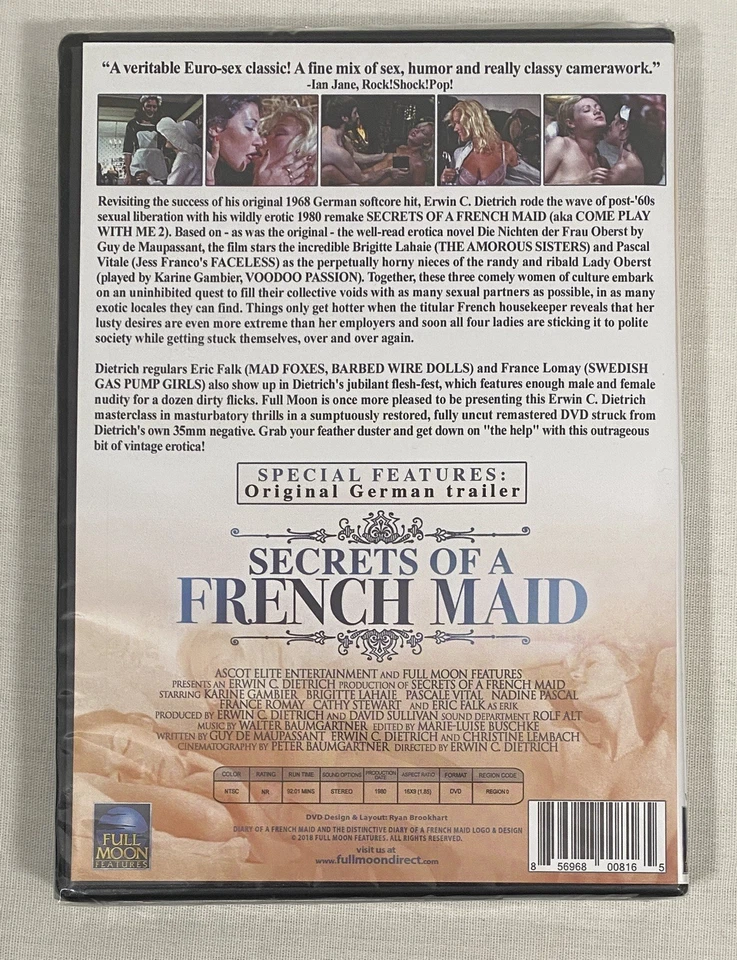 “A veritable Euro-sex classic! A fine mix of sex, humor and really classy camerawork.”
-Ian Jane, Rock!Shock!Pop!
Revisiting the success of his original 1968 German softcore hit, Erwin C. Dietrich rode the wave of post-'60s
sexual liberation with his wildly erotic 1980 remake SECRETS OF A FRENCH MAID (aka COME PLAY
WITH ME 2). Based on - as was the original - the well-read erotica novel Die Nichten der Frau Oberst by
Guy de Maupassant, the film stars the incredible Brigitte Lahaie (THE AMOROUS SISTERS) and Pascal
Vitale (Jess Franco's FACELESS) as the perpetually horny nieces of the randy and ribald Lady Oberst
(played by Karine Gambier, VOODOO PASSION). Together, these three comely women of culture embark
on an uninhibited quest to fill their collective voids with as many sexual partners as possible, in as many
exotic locales they can find. Things only get hotter when the titular French housekeeper reveals that her
lusty desires are even more extreme than her employers and soon all four ladies are sticking it to polite
society while getting stuck themselves, over and over again.
Dietrich regulars Eric Falk (MAD FOXES, BARBED WIRE DOLLS) and France Lomay (SWEDISH
GAS PUMP GIRLS) also show up in Dietrich's jubilant flesh-fest, which features enough male and female
nudity for a dozen dirty flicks. Full Moon is once more pleased to be presenting this Erwin C. Dietrich
masterclass in masturbatory thrills in a sumptuously restored, fully uncut remastered DVD struck from
Dietrich's own 35mm negative. Grab your feather duster and get down on "the help" with this outrageous
bit of vintage erotica!
SPECIAL FEATURES:
Original German trailer
SECRETS OF A
FRENCH MAID
ASCOT ELITE ENTERTAINMENT AND FULL MOON FEATURES
PRESENTS AN ERWIN C. DIETRICH PRODUCTION OF SECRETS OF A FRENCH MAID
STARRING KARINE GAMBIER BRIGITTE LAHAIE PASCALE VITAL NADINE PASCAL
FRANCE ROMAY CATHY STEWART AND ERIC FALK AS ERIK
PRODUCED BY ERWIN C. DIETRICH AND DAVID SULLIVAN SOUND DEPARTMENT ROLF ALT
MUSIC BY WALTER BAUMGARTNER EDITED BY MARIE-LUISE BUSCHKE
WRITTEN BY GUY DE MAUPASSANT ERWIN C. DIETRICH AND CHRISTINE LEMBACH
CINEMATOGRAPHY BY PETER BAUMGARTNER DIRECTED BY ERWIN C. DIETRICH
COLOR RATING RUN TIME SOUND OPTIONS PRODUCTION DATE ASPECT RATIO FORMAT REGION CODE
NTSC NR 92:01 MINS STEREO 1980 16X9 (1.85) DVD REGION 0
DVD Design & Layout: Ryan Brookhart
DIARY OF A FRENCH MAID AND THE DISTINCTIVE DIARY OF A FRENCH MAID LOGO & DESIGN
© 2018 FULL MOON FEATURES. ALL RIGHTS RESERVED.
visit us at
www.fullmoondirect.com
FULL
MOON
FEATURES
8 56968 00816 5